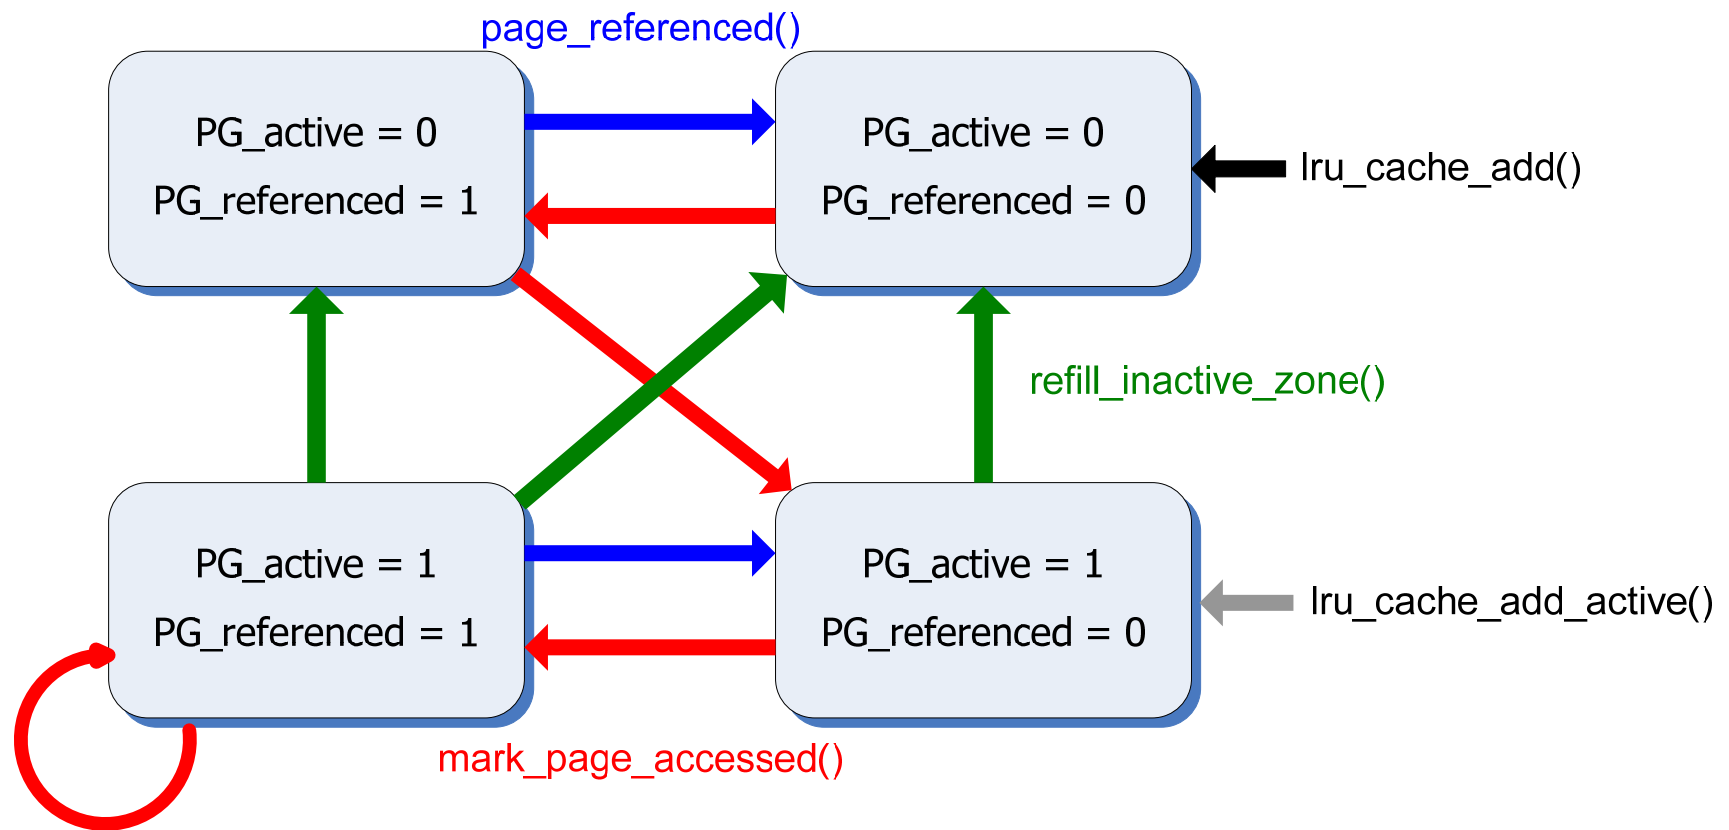 page_referenced()
PG_active = 0
PG_referenced = 1
PG_active = 0
PG_referenced = 0
lru_cache_add()
refill_inactive_zone()
PG_active = 1
PG_referenced = 1
PG_active = 1
PG_referenced = 0
lru_cache_add_active()
mark_page_accessed()